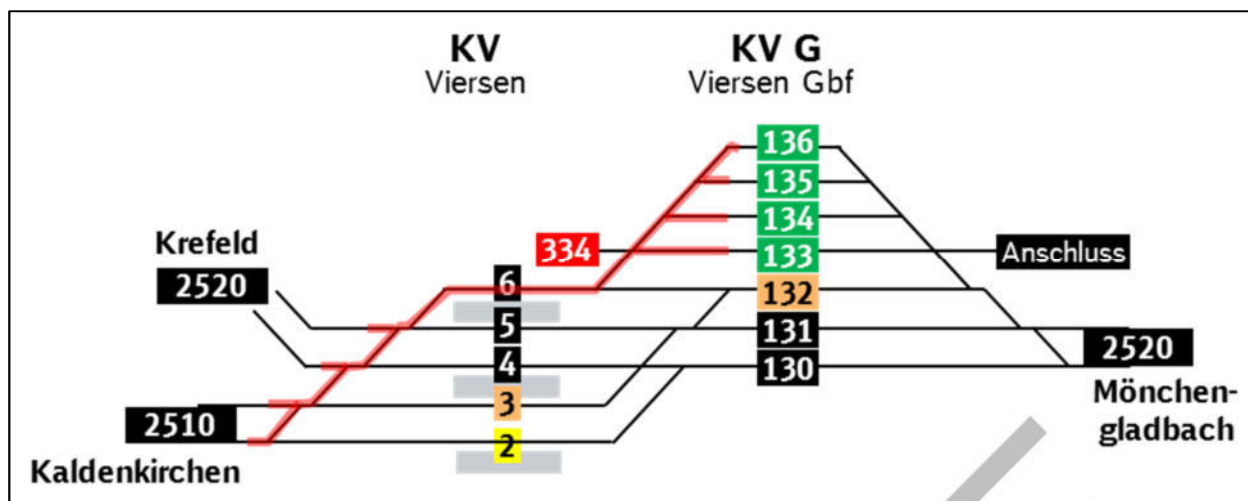 KV
Viersen
KV G
Viersen Gbf
136
135
134
133
132
131
130
334
Anschluss
Krefeld
2520
6
5
4
3
2
2510
Kaldenkirchen
2520
Mönchen-
gladbach